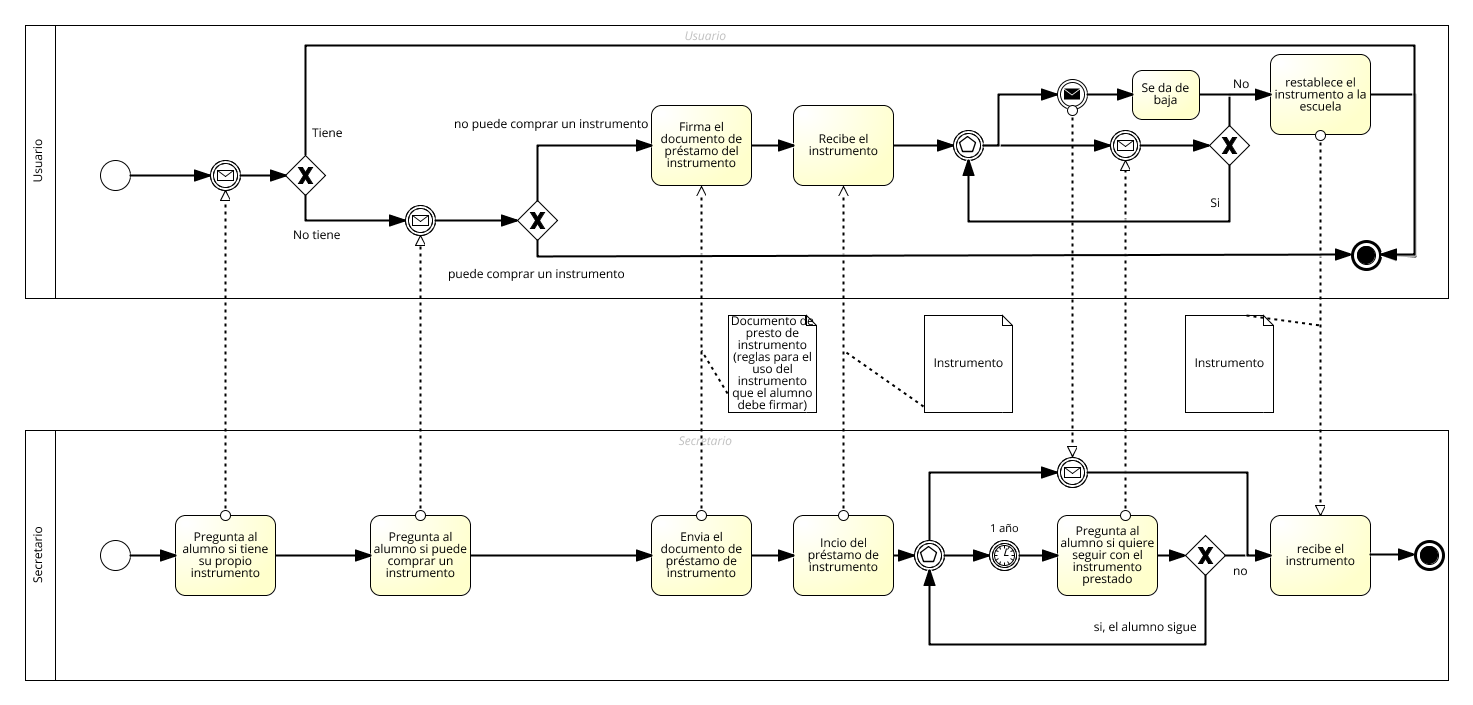 Usuario
Usuario
Tiene
No tiene
no puede comprar un instrumento
puede comprar un instrumento
Firma el
documento de
préstamo del
instrumento
Recibe el
instrumento
Se da de
baja
No
Si
restablece el
instrumento a la
escuela
Documento de
presto de
instrumento
(reglas para el
uso del
instrumento
que el alumno
debe firmar)
Instrumento
Instrumento
Secretario
Secretario
Pregunta al
alumno si tiene
su propio
instrumento
Pregunta al
alumno si puede
comprar un
instrumento
Envia el
documento de
préstamo de
instrumento
Incio del
préstamo de
instrumento
1 año
Pregunta al
alumno si quiere
seguir con el
instrumento
prestado
no
si, el alumno sigue
recibe el
instrumento